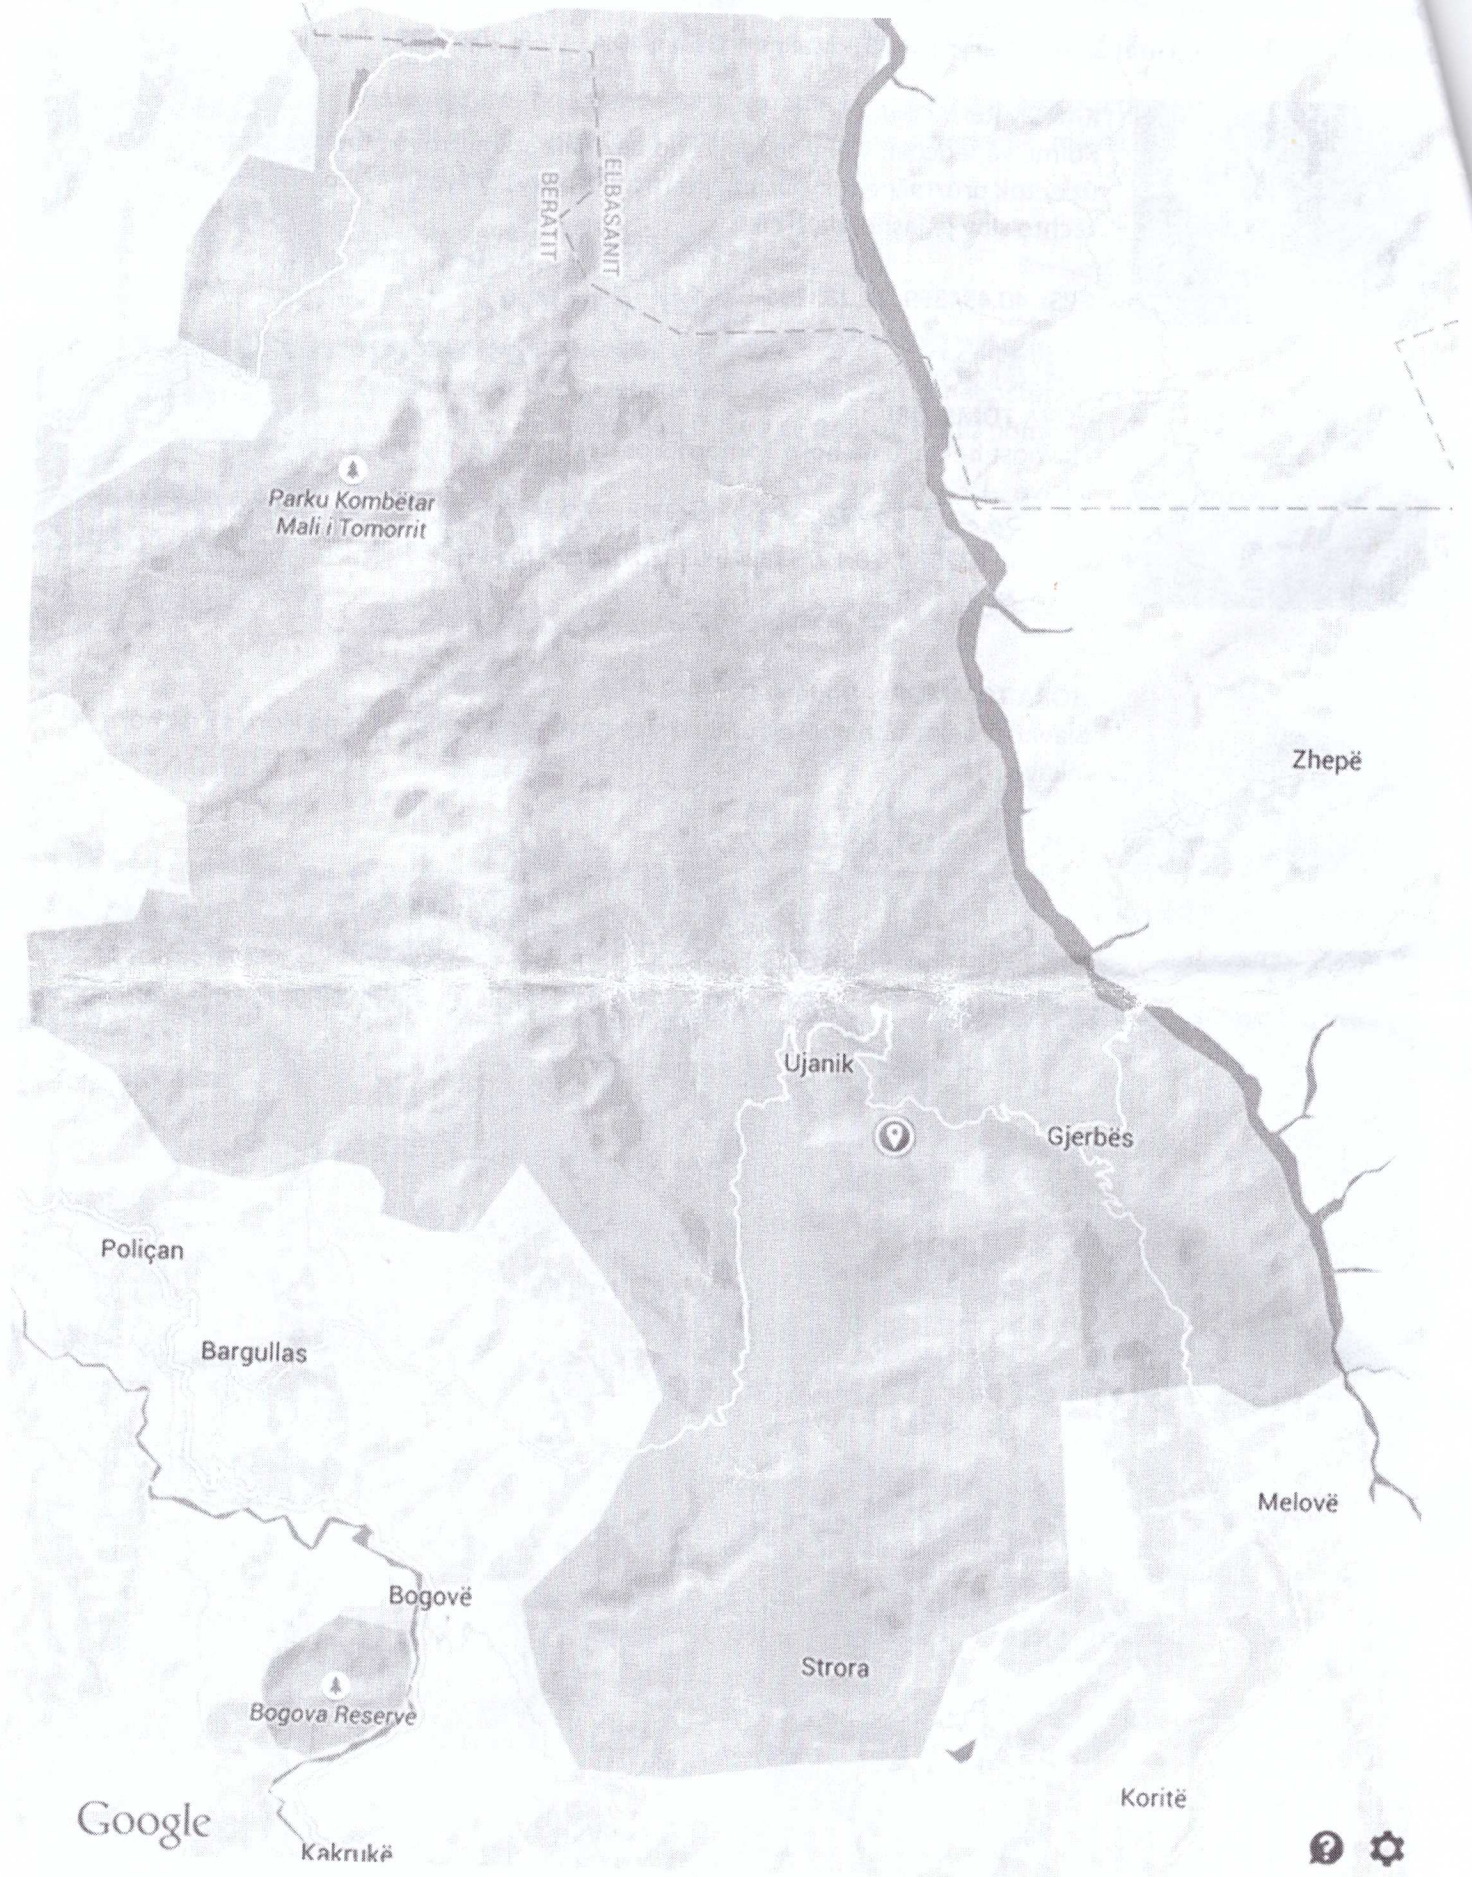 ELBASANIT
BERATIT
Parku Kombëtar
Mali i Tomorrit
Zhepë
Ujanik
Gjerbës
Poliçan
Bargullas
Melovë
Bogovë
Strora
Bogova Reserve
Koritë
Google
Kakrukë
?